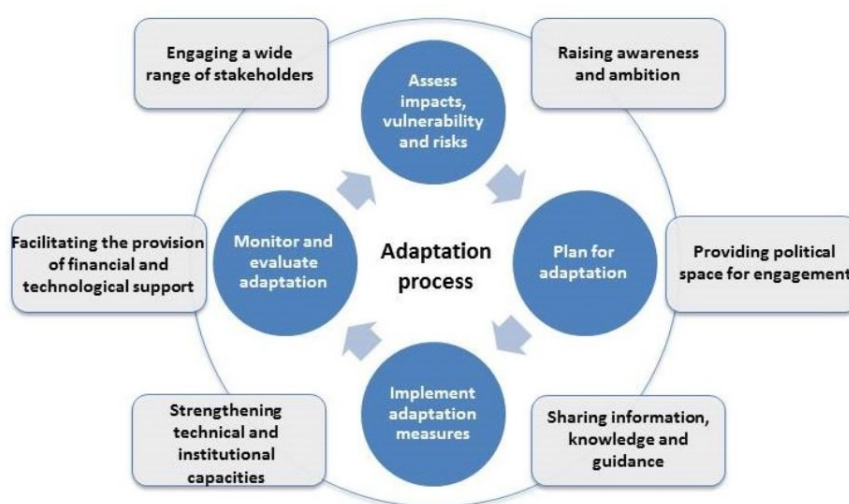 Engaging a wide
range of stakeholders
Raising awareness
and ambition
Assess
impacts,
vulnerability
and risks
Facilitating the provision
of financial and
technological support
Monitor and
evaluate
adaptation
Adaptation
process
Plan for
adaptation
Providing political
space for engagement
Implement
adaptation
measures
Strengthening
technical and
institutional
capacities
Sharing information,
knowledge and
guidance